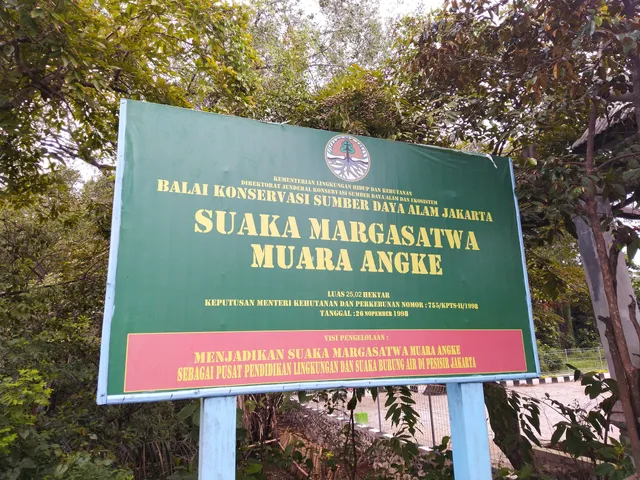 KEMENTERIAN LINGKUNGAN HIDUP DAN KEHUTANAN
DIREKTORAT JENDERAL KONSERVASI SUMBER DAYA ALAM DAN EKOSISTEM
BALAI KONSERVASI SUMBER DAYA ALAM JAKARTA
SUAKA MARGASATWA
MUARA ANGKE
LUAS 25,02 HEKTAR
KEPUTUSAN MENTERI KEHUTANAN DAN PERKEBUNAN NOMOR : 755/KPTS-II/1998
TANGGAL : 26 NOPEMBER 1998
VISI PENGELOLAAN :
MENJADIKAN SUAKA MARGASATWA MUARA ANGKE
SEBAGAI PUSAT PENDIDIKAN LINGKUNGAN DAN SUAKA BURUNG AIR DI PESISIR JAKARTA